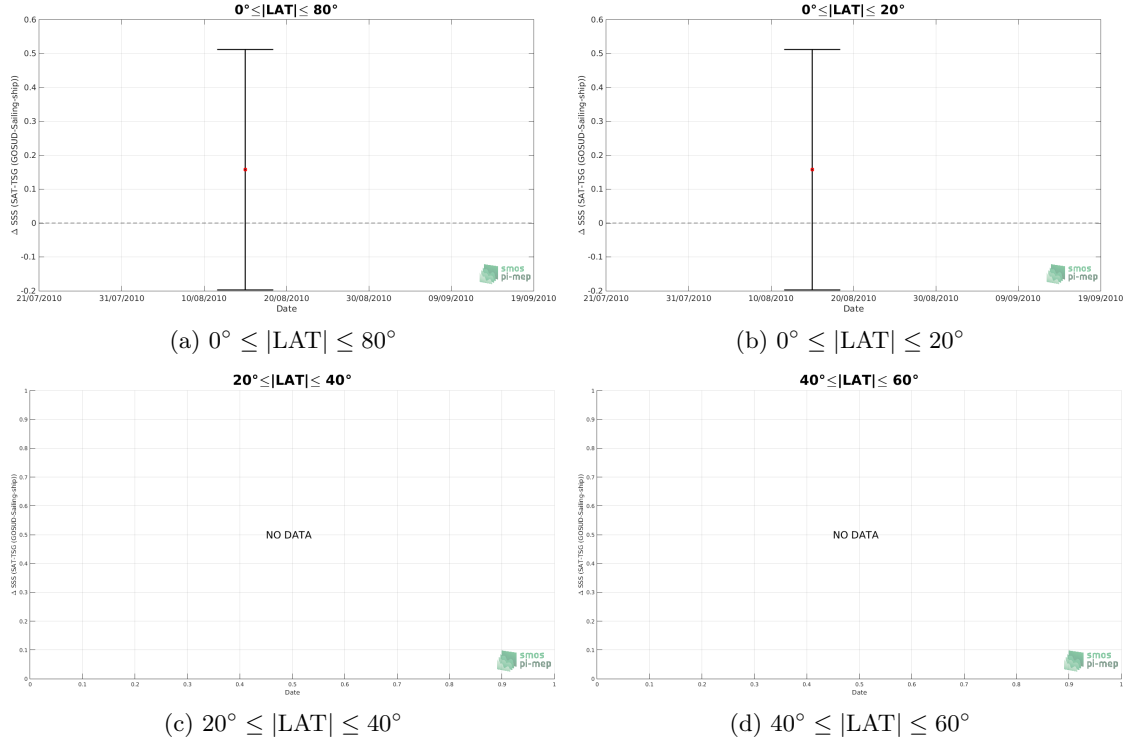 0°≤|LAT|≤ 80°
Δ SSS (SAT-TSG (GOSUD-Sailing-ship))
0.6
0.5
0.4
0.3
0.2
0.1
0
-0.1
-0.2
21/07/2010 31/07/2010 10/08/2010 20/08/2010 30/08/2010 09/09/2010 19/09/2010
Date
smos
pi-mep
(a) 0° ≤ |LAT| ≤ 80°
0°≤|LAT|≤ 20°
Δ SSS (SAT-TSG (GOSUD-Sailing-ship))
0.6
0.5
0.4
0.3
0.2
0.1
0
-0.1
-0.2
21/07/2010 31/07/2010 10/08/2010 20/08/2010 30/08/2010 09/09/2010 19/09/2010
Date
smos
pi-mep
(b) 0° ≤ |LAT| ≤ 20°
20°≤|LAT|≤ 40°
Δ SSS (SAT-TSG (GOSUD-Sailing-ship))
1
0.9
0.8
0.7
0.6
0.5
0.4
0.3
0.2
0.1
0
NO DATA
0 0.1 0.2 0.3 0.4 0.5 0.6 0.7 0.8 0.9 1
Date
smos
pi-mep
(c) 20° ≤ |LAT| ≤ 40°
40°≤|LAT|≤ 60°
Δ SSS (SAT-TSG (GOSUD-Sailing-ship))
1
0.9
0.8
0.7
0.6
0.5
0.4
0.3
0.2
0.1
0
NO DATA
0 0.1 0.2 0.3 0.4 0.5 0.6 0.7 0.8 0.9 1
Date
smos
pi-mep
(d) 40° ≤ |LAT| ≤ 60°